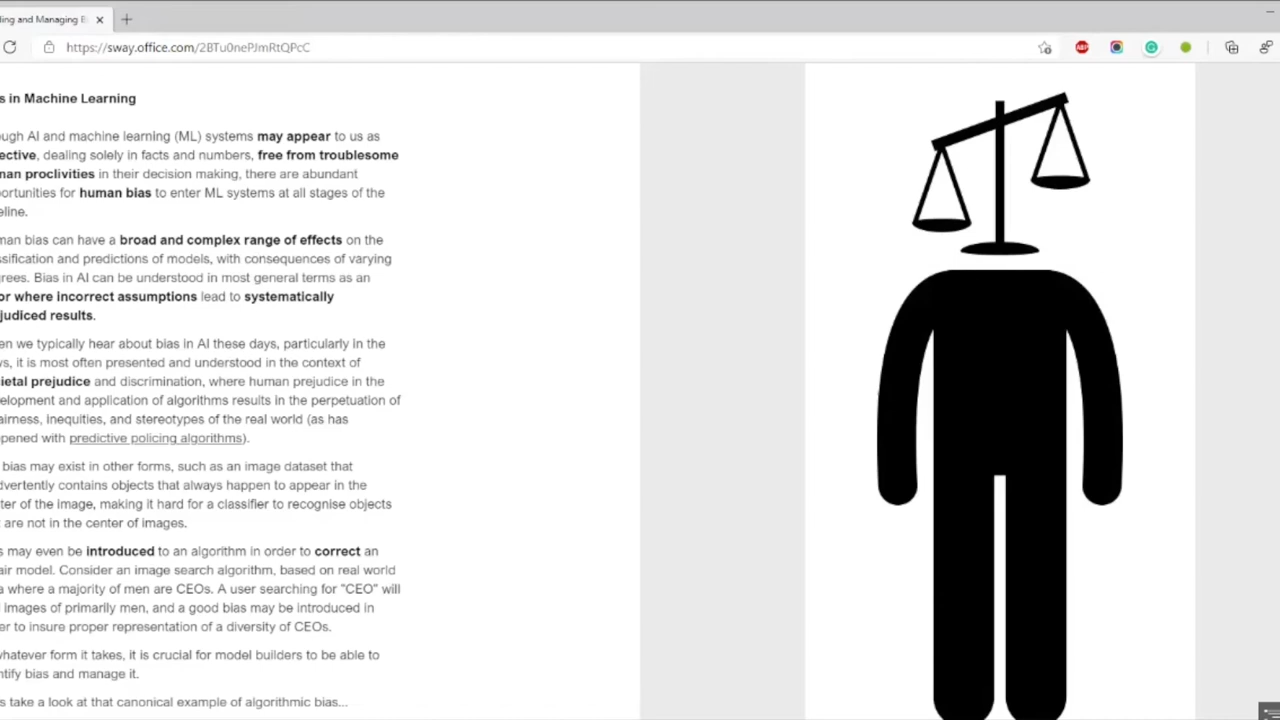 ing and Managing B
https://sway.office.com/2BTu0nePJmRtQPcC
ABP
s in Machine Learning
ugh AI and machine learning (ML) systems may appear to us as
ective, dealing solely in facts and numbers, free from troublesome
man proclivities in their decision making, there are abundant
ortunities for human bias to enter ML systems at all stages of the
eline.
man bias can have a broad and complex range of effects on the
ssification and predictions of models, with consequences of varying
grees. Bias in AI can be understood in most general terms as an
or where incorrect assumptions lead to systematically
judiced results.
en we typically hear about bias in AI these days, particularly in the
ws, it is most often presented and understood in the context of
ietal prejudice and discrimination, where human prejudice in the
elopment and application of algorithms results in the perpetuation of
airness, inequities, and stereotypes of the real world (as has
pened with predictive policing algorithms).
bias may exist in other forms, such as an image dataset that
dvertently contains objects that always happen to appear in the
ter of the image, making it hard for a classifier to recognise objects
t are not in the center of images.
s may even be introduced to an algorithm in order to correct an
air model. Consider an image search algorithm, based on real world
a where a majority of men are CEOs. A user searching for "CEO" will
images of primarily men, and a good bias may be introduced in
er to insure proper representation of a diversity of CEOs.
whatever form it takes, it is crucial for model builders to be able to
ntify bias and manage it.
s take a look at that canonical example of algorithmic bias...